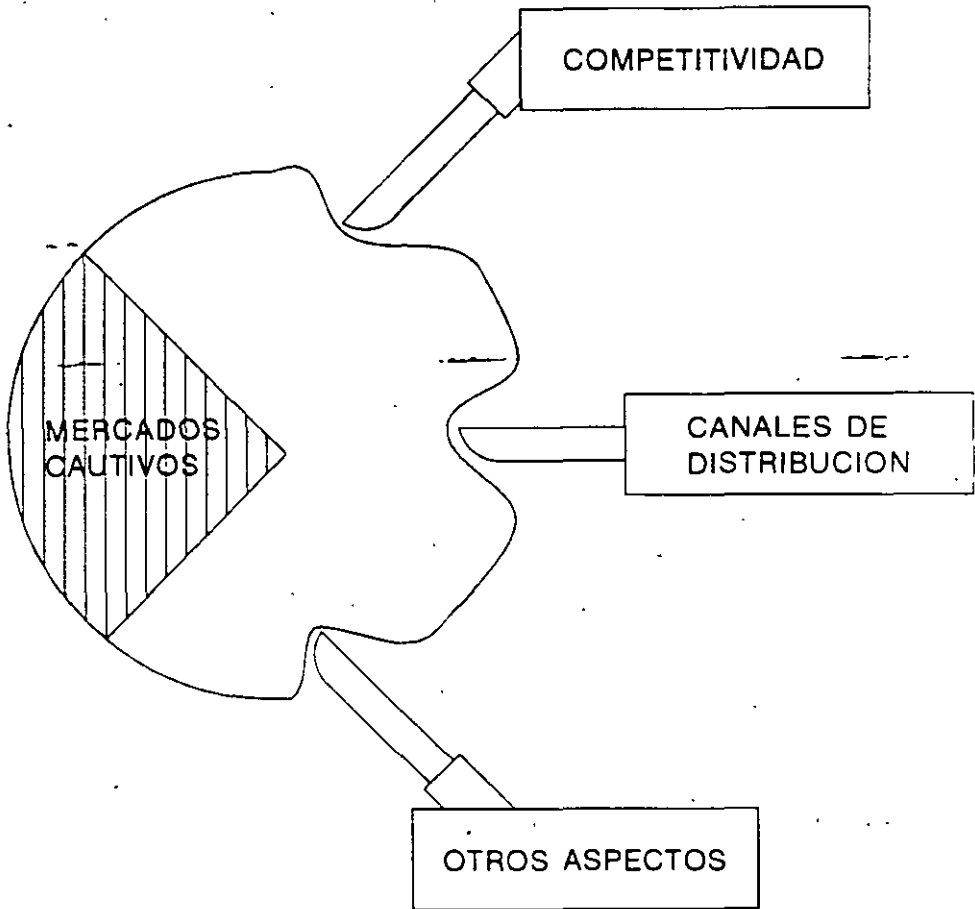 COMPETITIVIDAD
MERCADOS
CAUTIVOS
CANALES DE
DISTRIBUCION
OTROS ASPECTOS